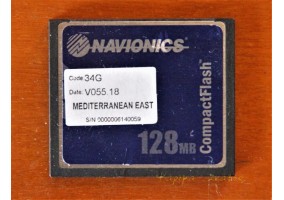 NAVIONICS
Code: 34G
Date: V055.18
MEDITERRANEAN EAST
S/N 0000006140059
128MB
CompactFlash